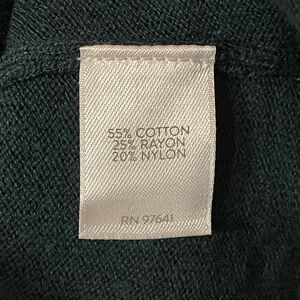 55% COTTON
25% RAYON
20% NYLON
RN 97641